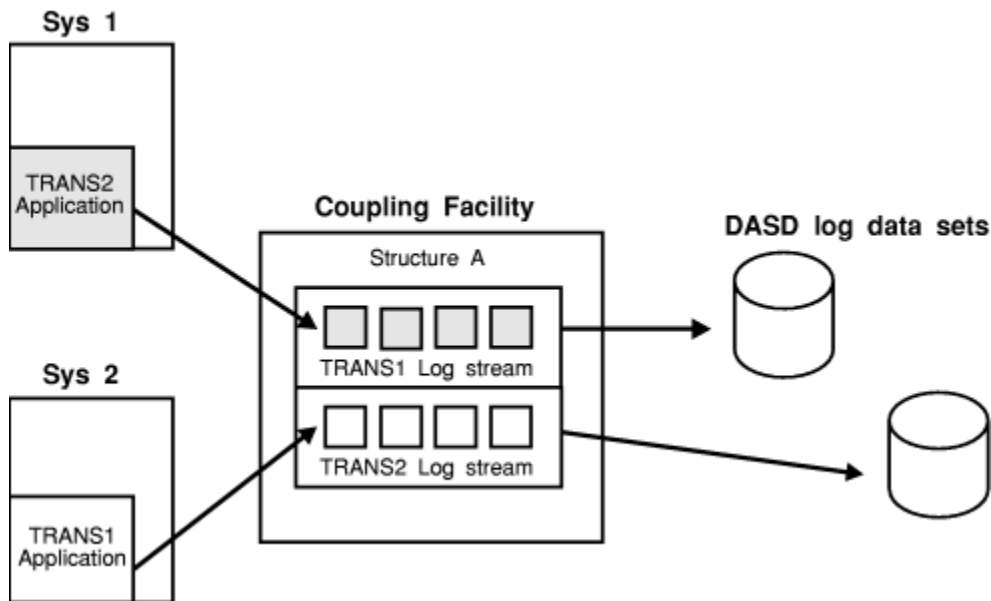 Sys 1
TRANS2
Application
Coupling Facility
Structure A
TRANS1 Log stream
TRANS2 Log stream
DASD log data sets
Sys 2
TRANS1
Application